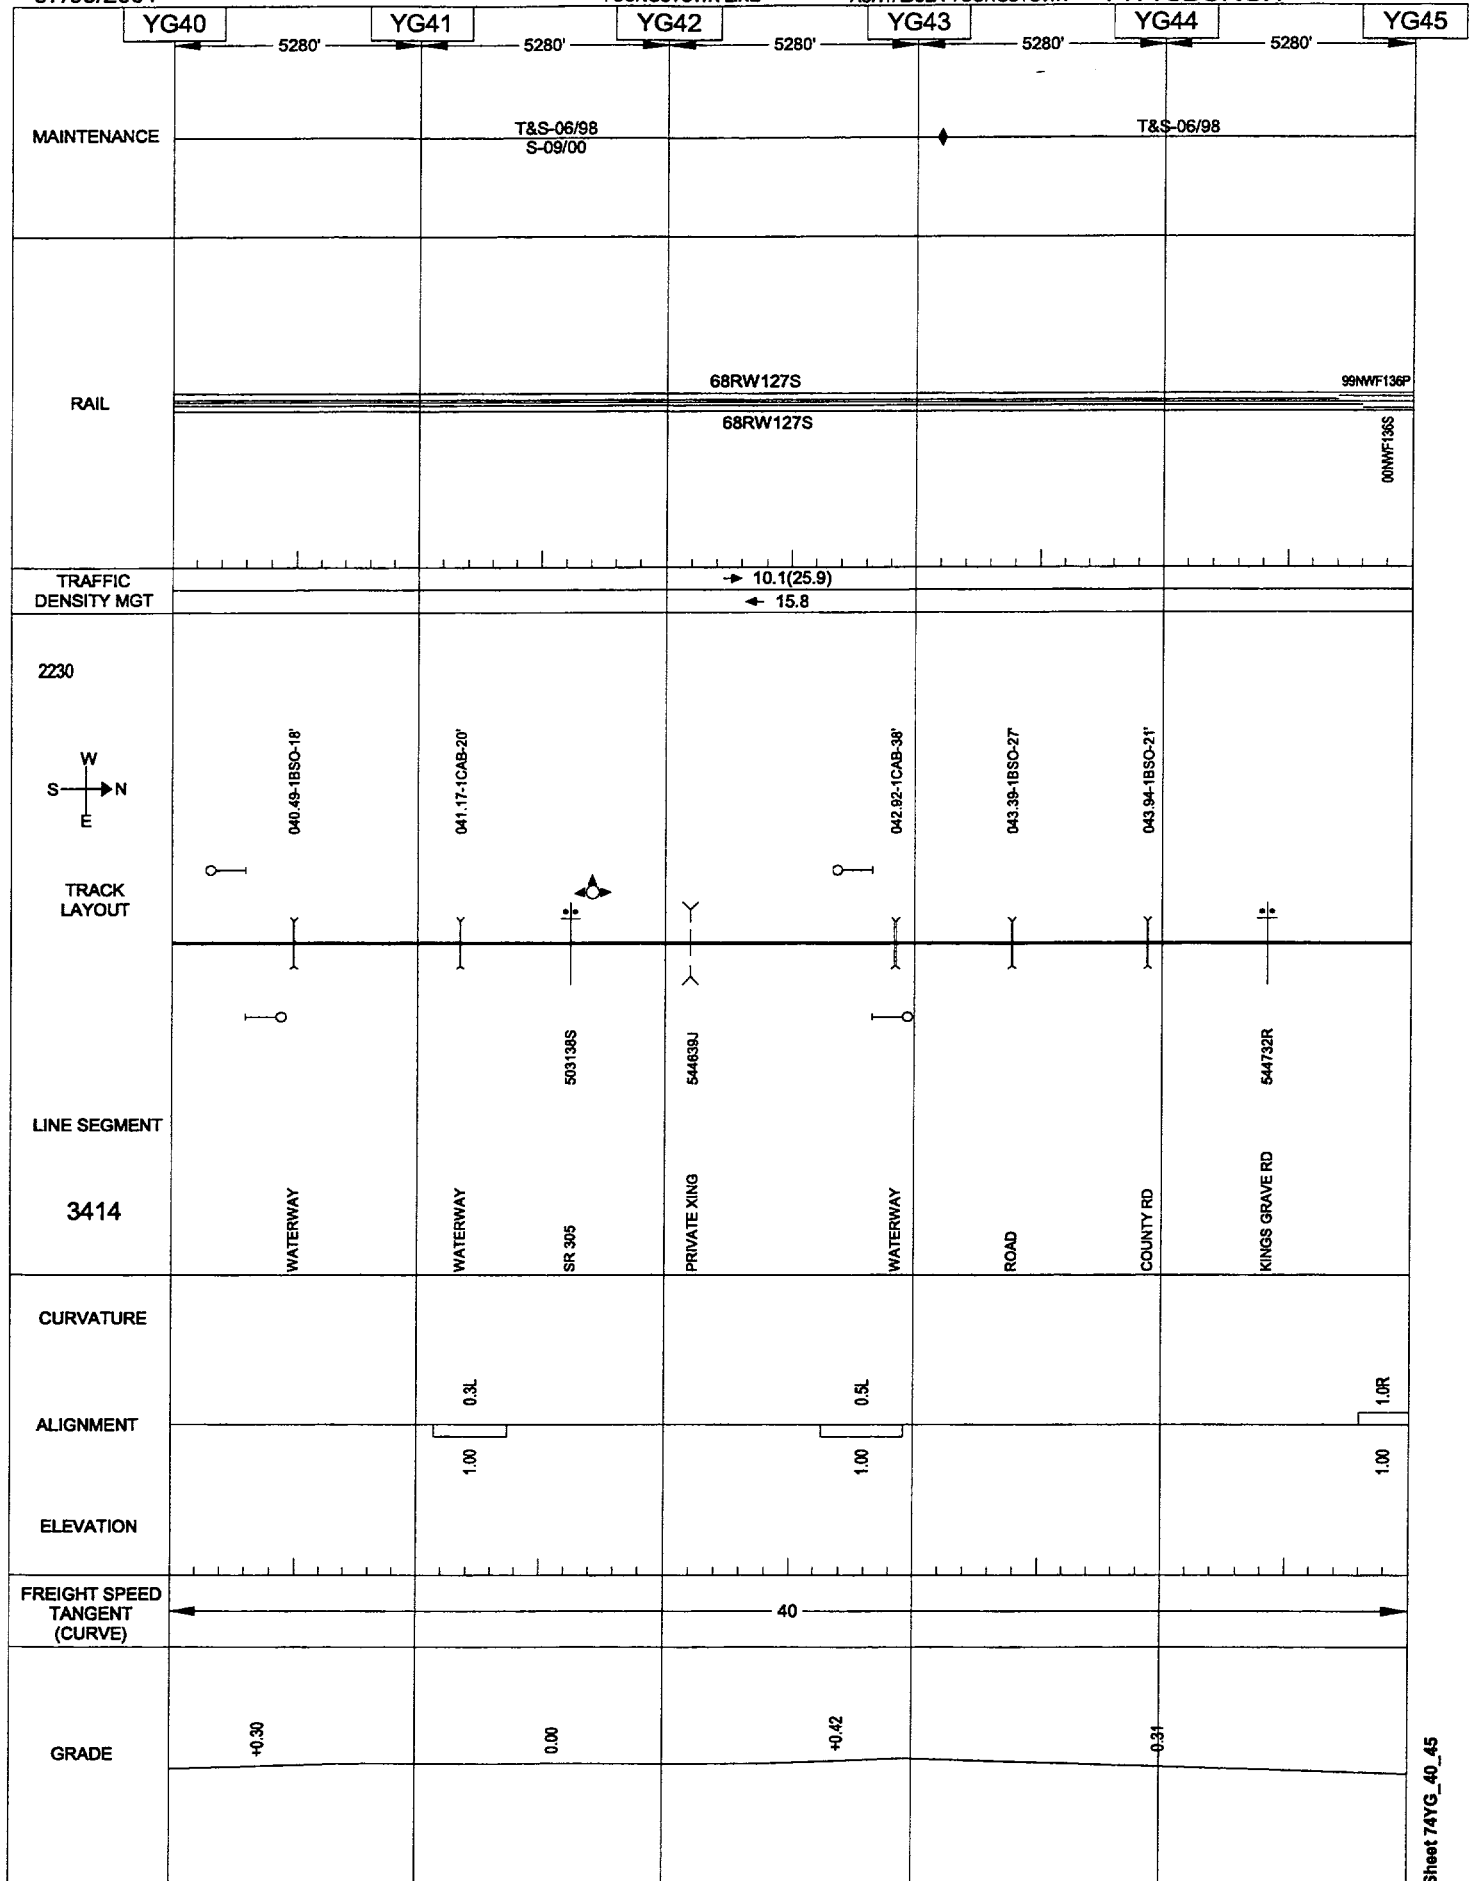 YG40 YG41 YG42 YG43 YG44 YG45
5280' 5280' 5280' 5280' 5280'
MAINTENANCE
T&S-06/98
S-09/00
T&S-06/98
RAIL
68RW127S
68RW127S
99NWF136P
00NWF136S
TRAFFIC
DENSITY MGT
10.1(25.9)
15.8
2230
W
S N
E
TRACK
LAYOUT
040.49-1BSO-18'
041.17-1CAB-20'
042.92-1CAB-38'
043.39-1BSO-27'
043.94-1BSO-21'
503138S
544639J
544732R
LINE SEGMENT
3414
WATERWAY
WATERWAY
SR 305
PRIVATE XING
WATERWAY
ROAD
COUNTY RD
KINGS GRAVE RD
CURVATURE
0.3L
0.5L
1.0R
ALIGNMENT
1.00
1.00
1.00
ELEVATION
FREIGHT SPEED
TANGENT
(CURVE)
40
GRADE
+0.30
0.00
+0.42
0.31
Sheet 74YG_40_45